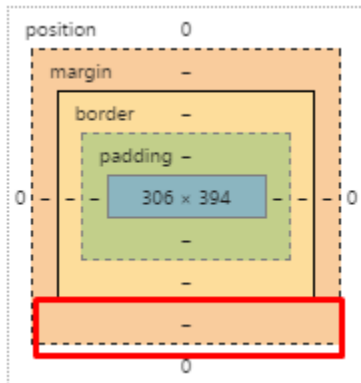 position 0
margin –
border –
padding –
0 – – – 306 × 394 – – – 0
–
–
–
0